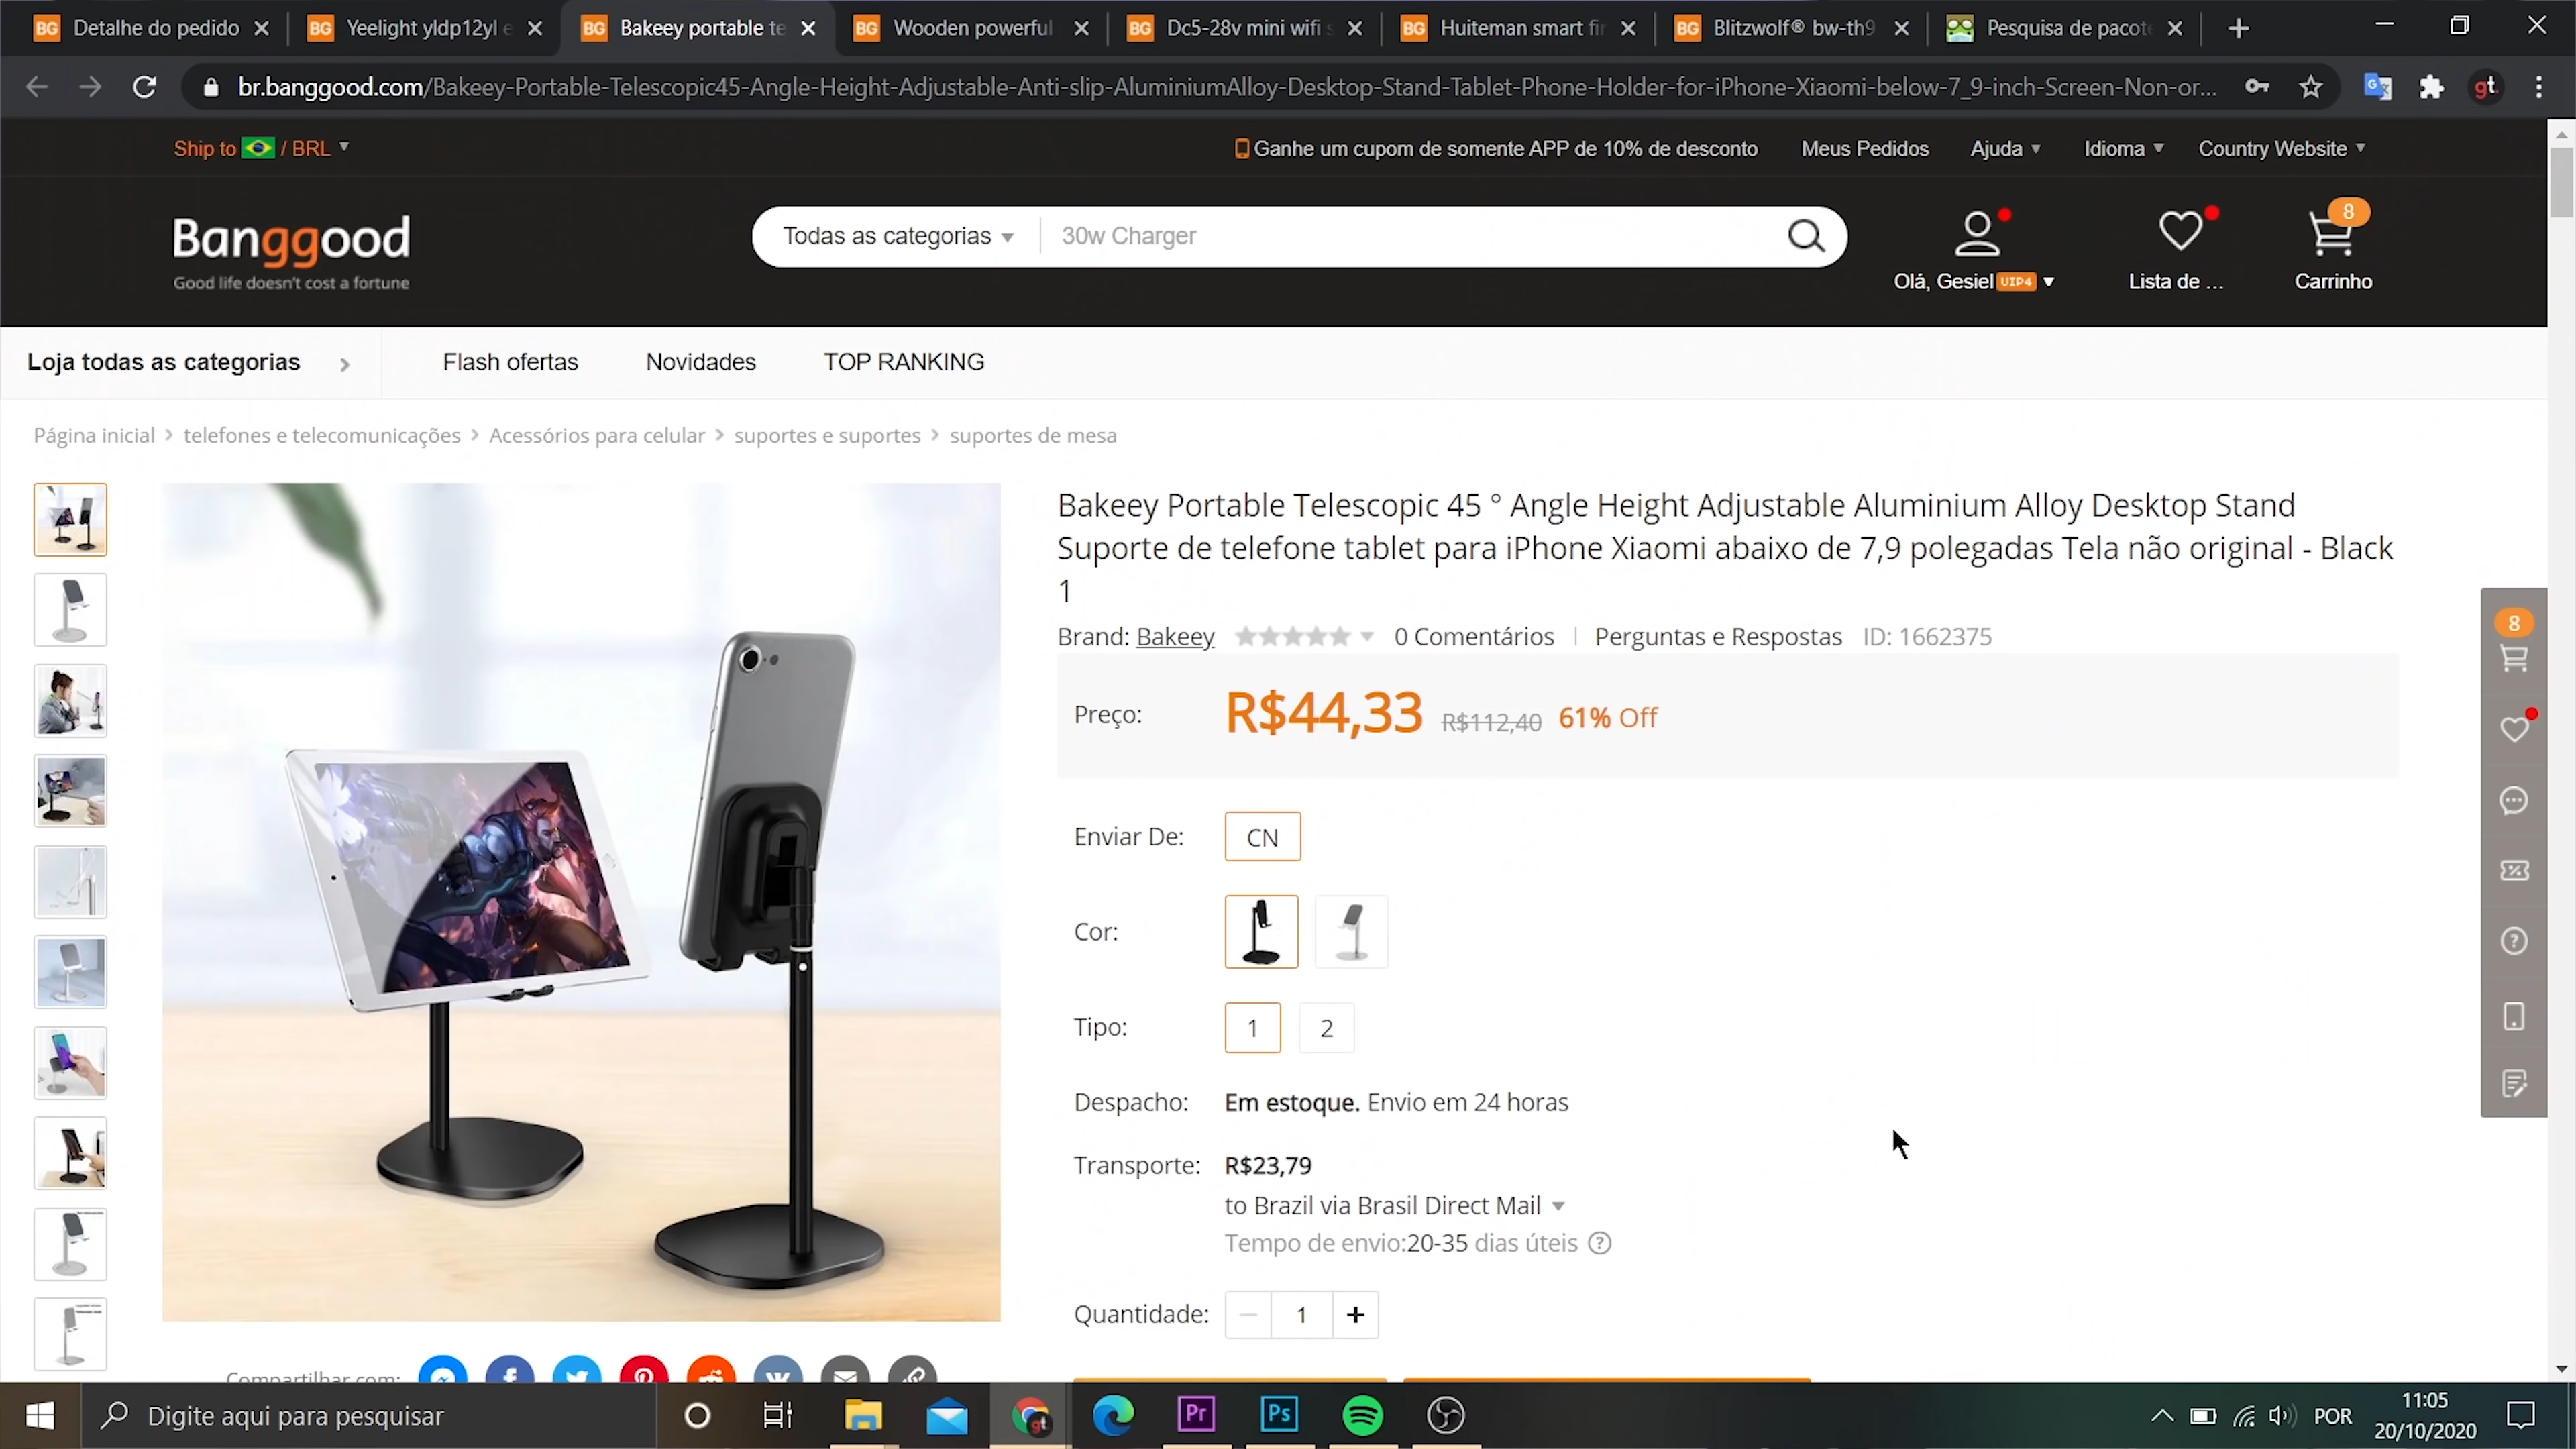 Detalhe do pedido
Yeelight yldp12yl e
Bakeey portable te
Wooden powerful
Dc5-28v mini wifi s
Huiteman smart fin
Blitzwolf® bw-th9
Pesquisa de pacote
br.banggood.com/Bakeey-Portable-Telescopic45-Angle-Height-Adjustable-Anti-slip-AluminiumAlloy-Desktop-Stand-Tablet-Phone-Holder-for-iPhone-Xiaomi-below-7_9-inch-Screen-Non-or...
gt.
Ship to / BRL
Ganhe um cupom de somente APP de 10% de desconto
Meus Pedidos
Ajuda
Idioma
Country Website
Banggood
Good life doesn't cost a fortune
Todas as categorias
30w Charger
8
Olá, Gesiel VIP4
Lista de ...
Carrinho
Loja todas as categorias
Flash ofertas
Novidades
TOP RANKING
Página inicial > telefones e telecomunicações > Acessórios para celular > suportes e suportes > suportes de mesa
Bakeey Portable Telescopic 45 ° Angle Height Adjustable Aluminium Alloy Desktop Stand
Suporte de telefone tablet para iPhone Xiaomi abaixo de 7,9 polegadas Tela não original - Black
1
Brand: Bakeey
0 Comentários
Perguntas e Respostas
ID: 1662375
8
Preço: R$44,33 R$112,40 61% Off
Enviar De: CN
Cor:
Tipo: 1 2
Despacho: Em estoque. Envio em 24 horas
Transporte: R$23,79
to Brazil via Brasil Direct Mail
Tempo de envio:20-35 dias úteis
Quantidade: 1 +
Compartilhar com:
Digite aqui para pesquisar
Pr
Ps
POR
11:05
20/10/2020